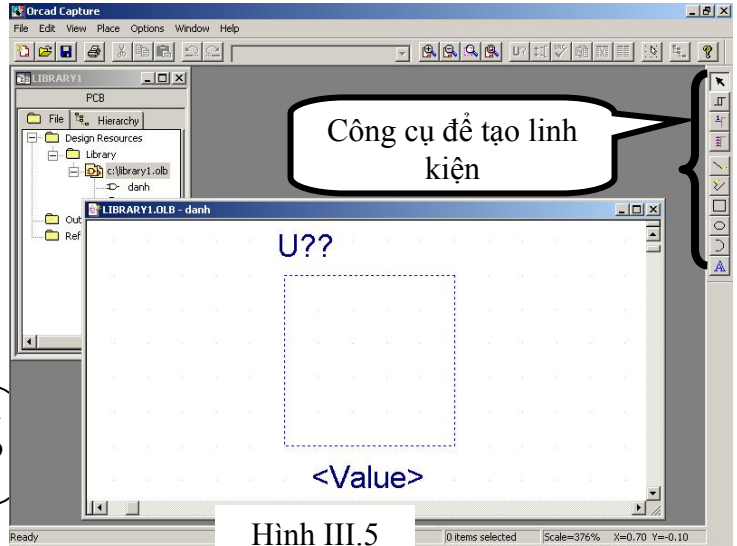 Orcad Capture
File Edit View Place Options Window Help
U?
LIBRARY1
PCB
File Hierarchy
Design Resources
Library
c:\library1.olb
danh
Out
Ref
Công cụ để tạo linh
kiện
LIBRARY1.OLB - danh
U??
<Value>
Hình III.5
Ready
0 items selected
Scale=376%
X=0.70 Y=-0.10